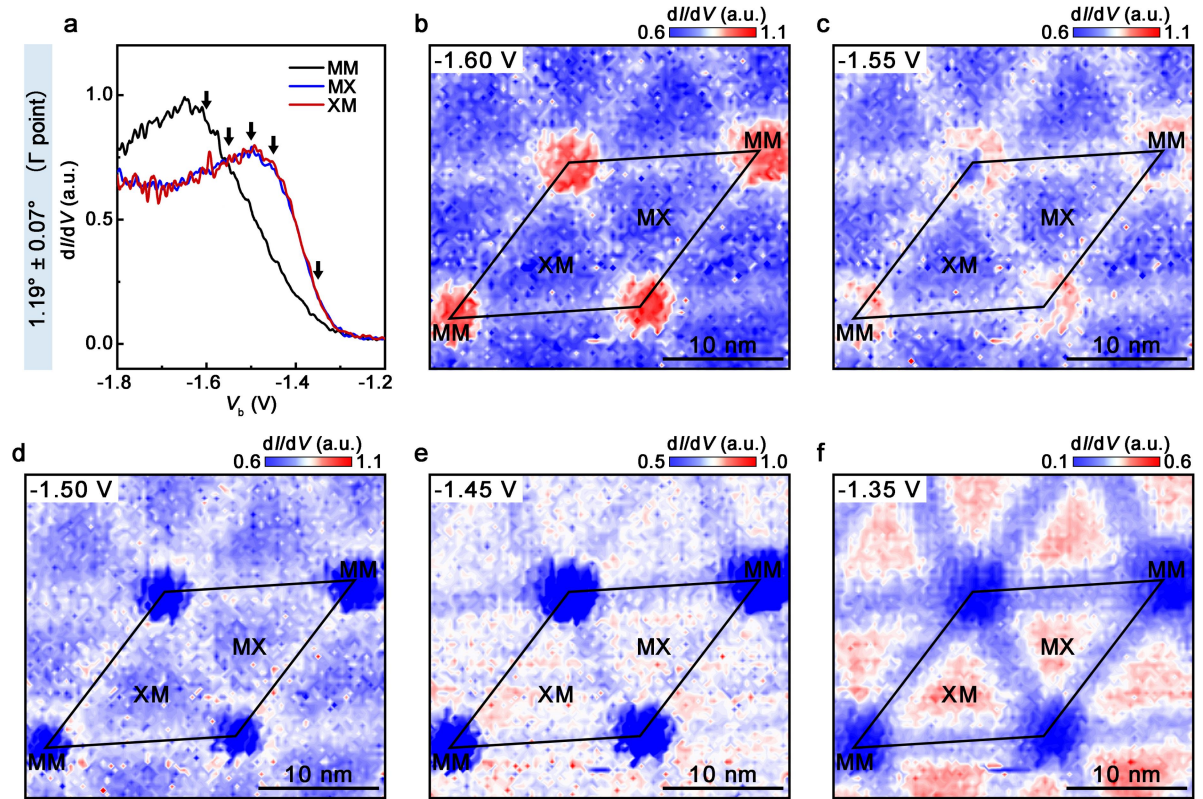 a
1.19° ± 0.07° (Γ point)
dI/dV (a.u.)
1.0
0.5
0.0
MM
MX
XM
-1.8 -1.6 -1.4 -1.2
Vb (V)
b
dI/dV (a.u.)
0.6 1.1
-1.60 V
MM
MX
XM
MM
10 nm
c
dI/dV (a.u.)
0.6 1.1
-1.55 V
MM
MX
XM
MM
10 nm
d
dI/dV (a.u.)
0.6 1.1
-1.50 V
MM
MX
XM
MM
10 nm
e
dI/dV (a.u.)
0.5 1.0
-1.45 V
MM
MX
XM
MM
10 nm
f
dI/dV (a.u.)
0.1 0.6
-1.35 V
MM
MX
XM
MM
10 nm